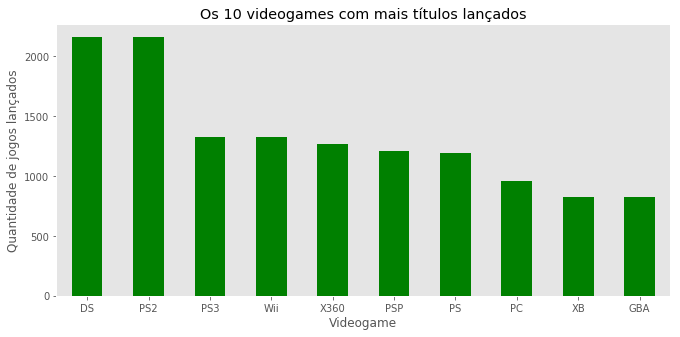 Os 10 videogames com mais títulos lançados
Quantidade de jogos lançados
2000
1500
1000
500
0
DS PS2 PS3 Wii X360 PSP PS PC XB GBA
Videogame